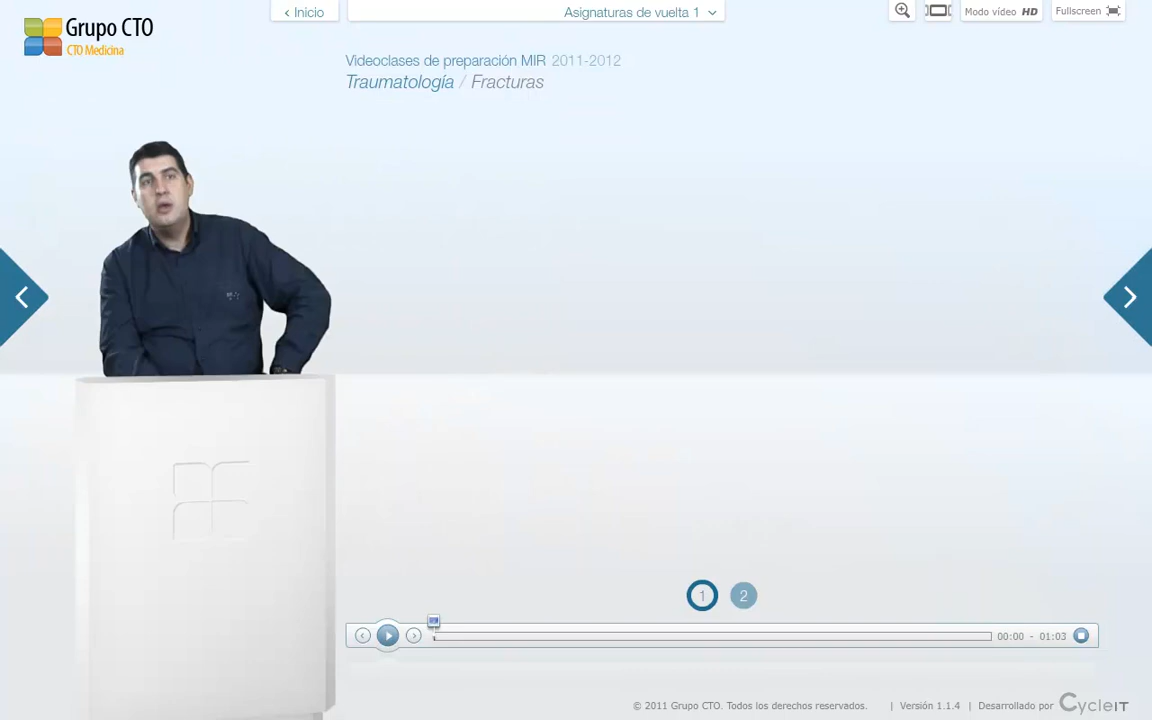 Grupo CTO
CTO Medicina
‹ Inicio
Asignaturas de vuelta 1
Modo vídeo HD
Fullscreen
Videoclases de preparación MIR 2011-2012
Traumatología / Fracturas
1 2
00:00 - 01:03
© 2011 Grupo CTO. Todos los derechos reservados. | Versión 1.1.4 | Desarrollado por CycleIT